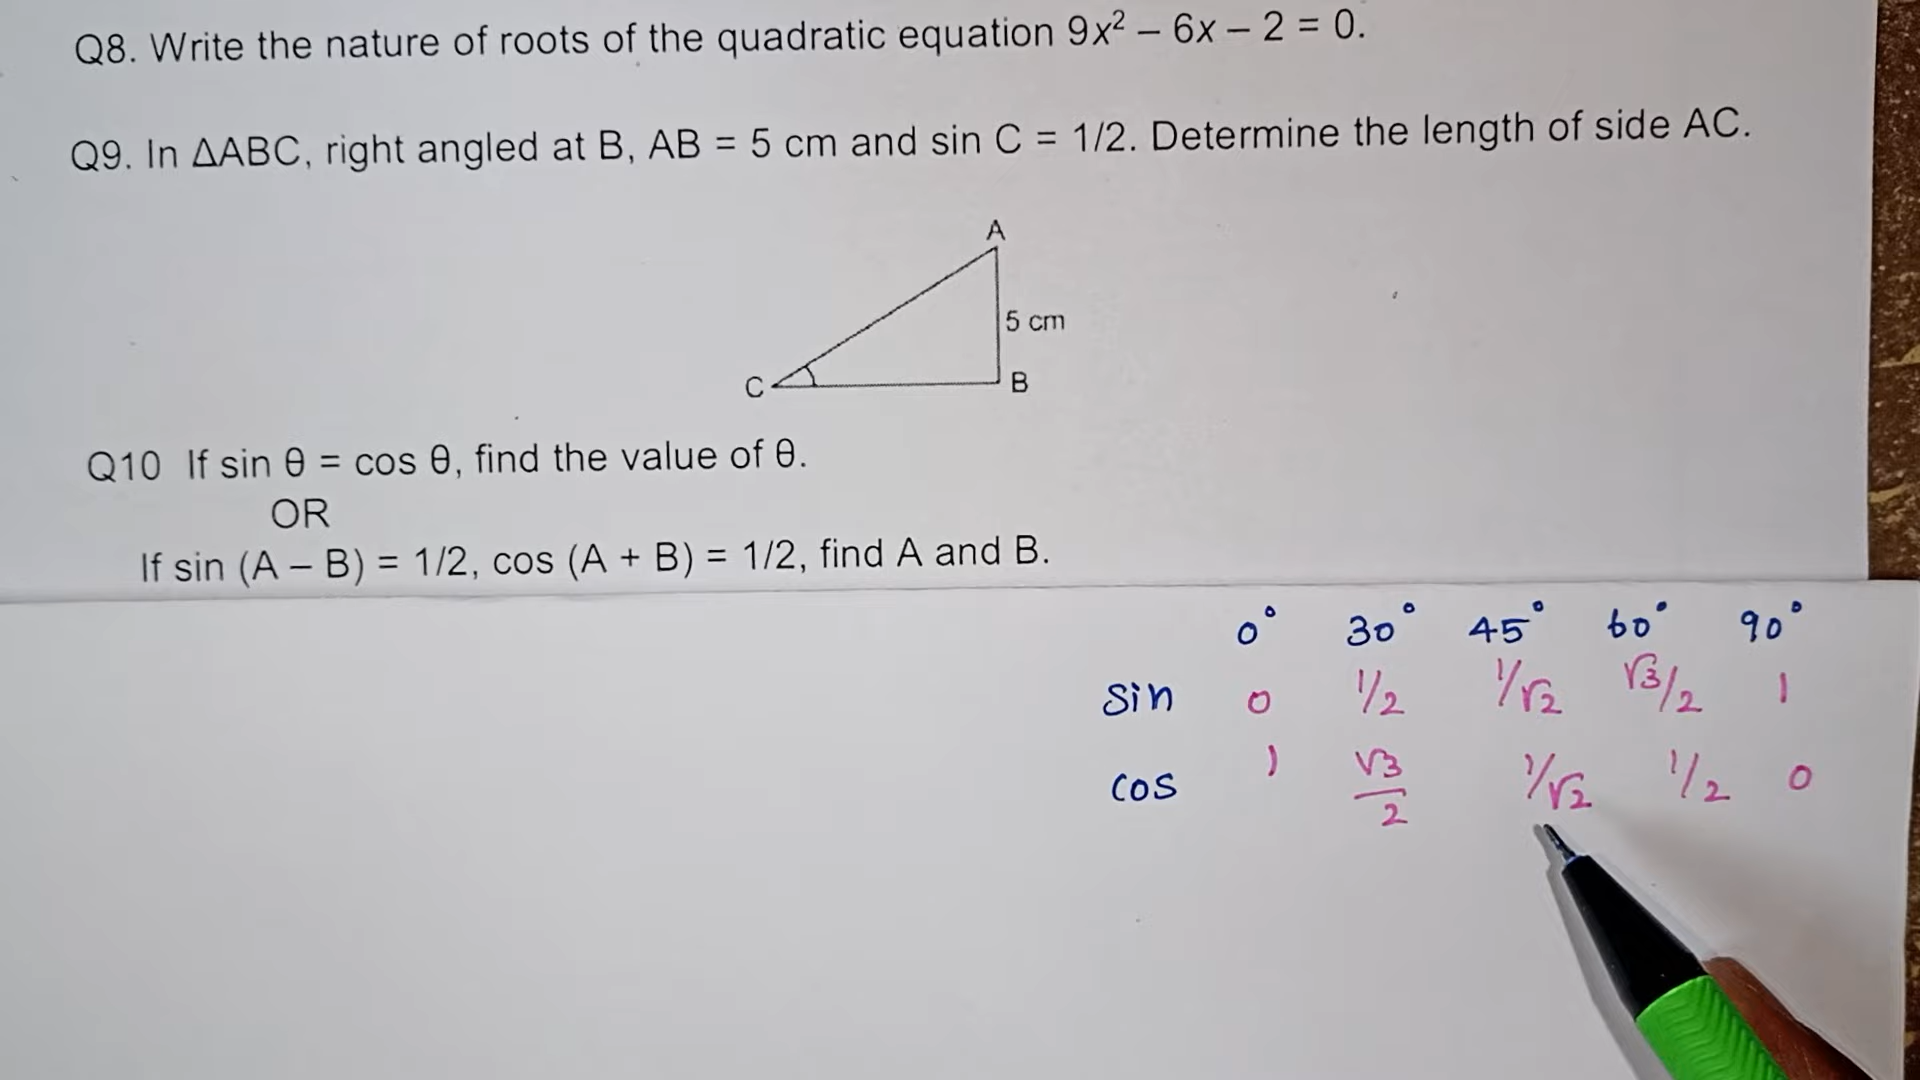 Q8. Write the nature of roots of the quadratic equation 9x² – 6x – 2 = 0.
Q9. In ΔABC, right angled at B, AB = 5 cm and sin C = 1/2. Determine the length of side AC.
A
5 cm
C
B
Q10 If sin θ = cos θ, find the value of θ.
OR
If sin (A – B) = 1/2, cos (A + B) = 1/2, find A and B.
0° 30° 45° 60° 90°
Sin 0 1/2 1/√2 √3/2 1
cos 1 √3/2 1/√2 1/2 0